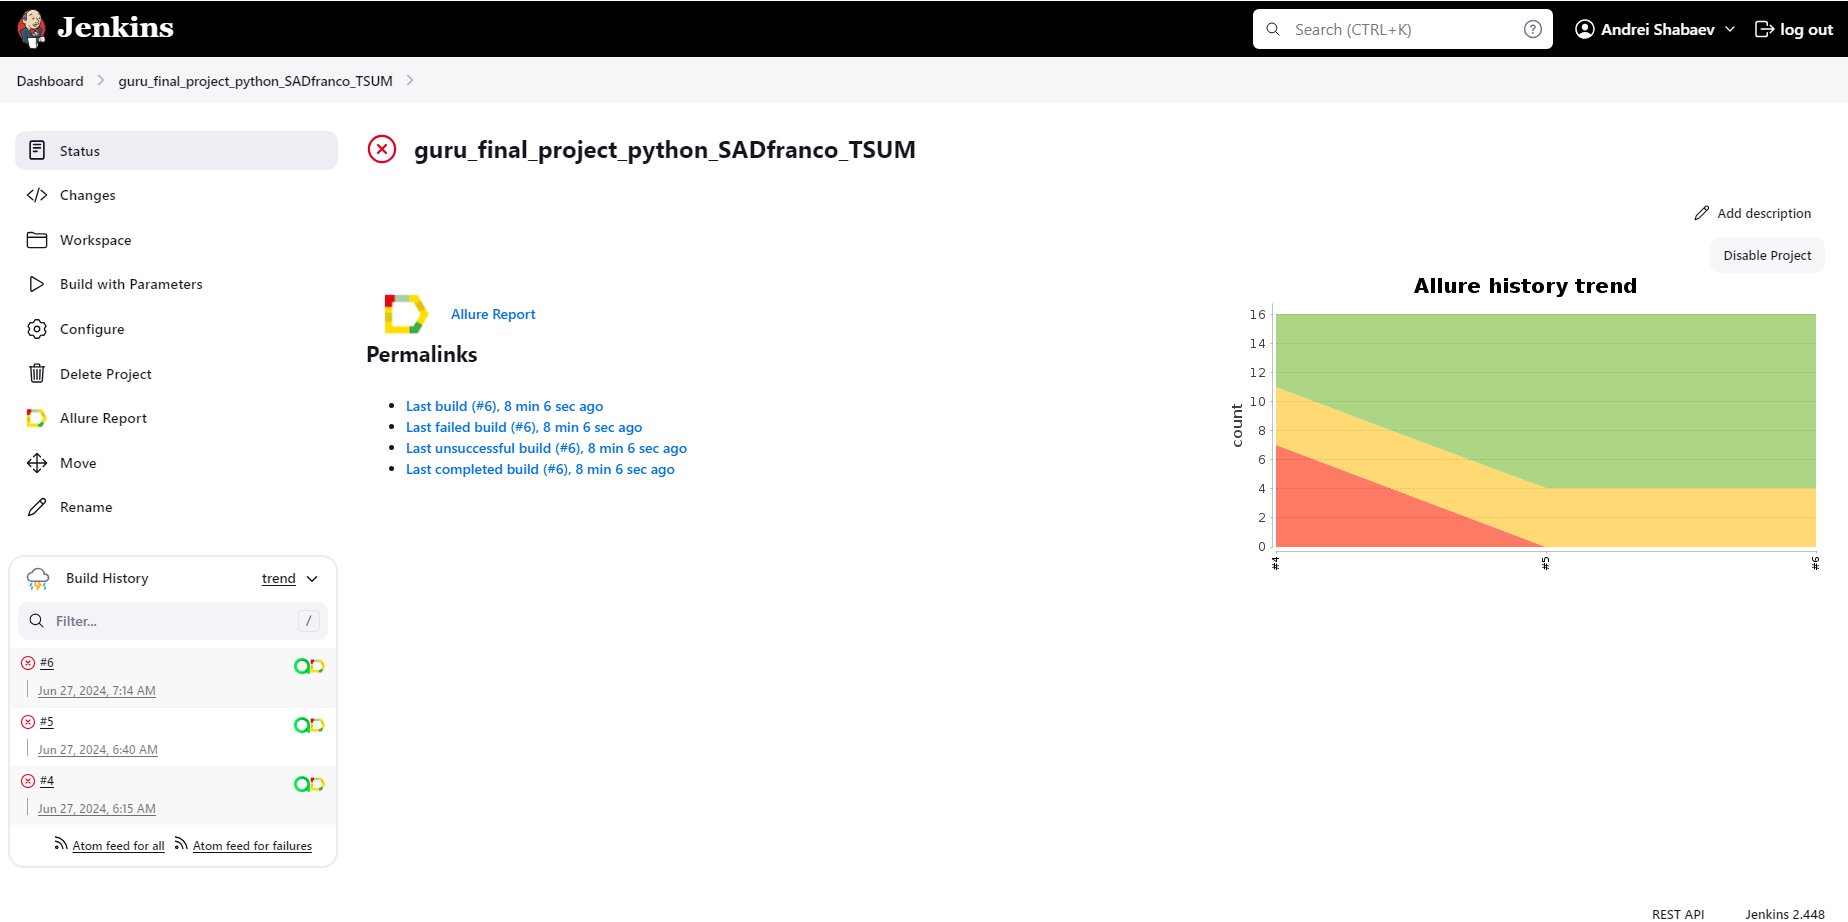 Jenkins
Search (CTRL+K)
Andrei Shabaev
log out
Dashboard
guru_final_project_python_SADfranco_TSUM
Status
Changes
Workspace
Build with Parameters
Configure
Delete Project
Allure Report
Move
Rename
Build History
trend
Filter...
/
#6
Jun 27, 2024, 7:14 AM
#5
Jun 27, 2024, 6:40 AM
#4
Jun 27, 2024, 6:15 AM
Atom feed for all
Atom feed for failures
guru_final_project_python_SADfranco_TSUM
Add description
Disable Project
Allure Report
Permalinks
Last build (#6), 8 min 6 sec ago
Last failed build (#6), 8 min 6 sec ago
Last unsuccessful build (#6), 8 min 6 sec ago
Last completed build (#6), 8 min 6 sec ago
Allure history trend
count
16
14
12
10
8
6
4
2
0
#4
#5
#6
REST API
Jenkins 2.448